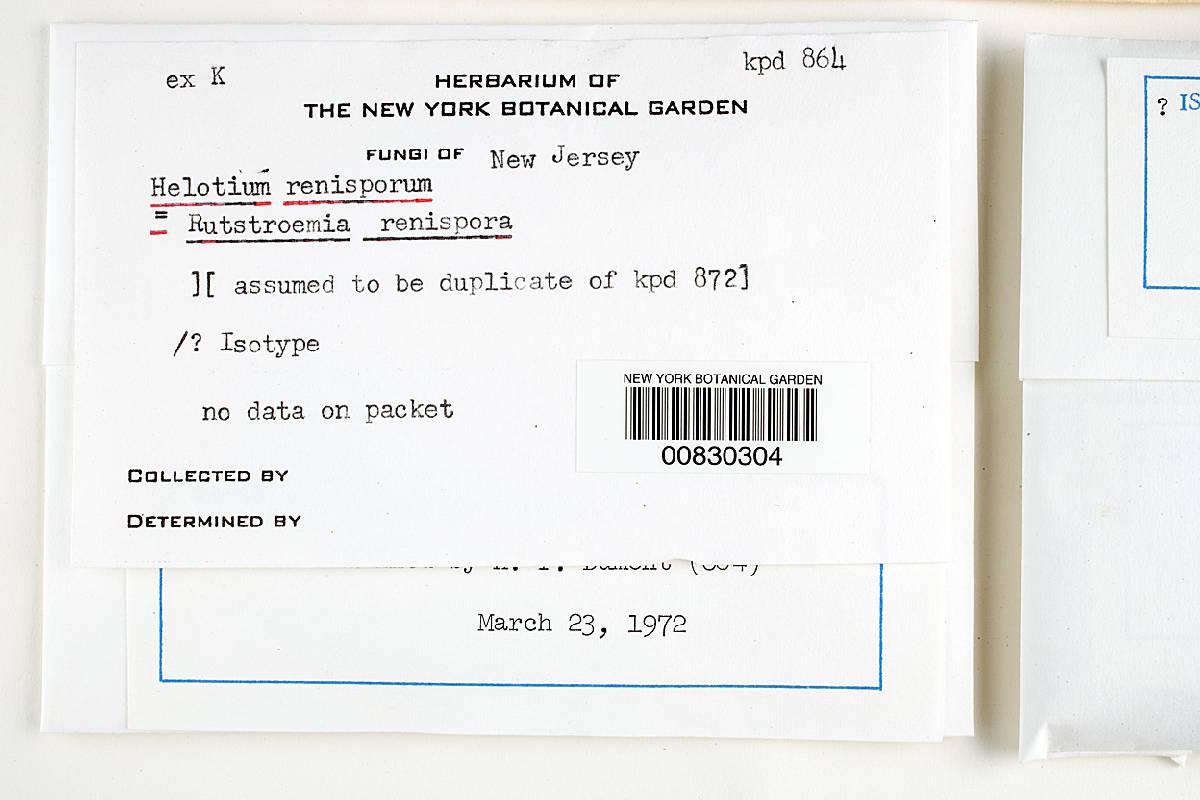 ex K
kpd 864
HERBARIUM OF
THE NEW YORK BOTANICAL GARDEN
FUNGI OF New Jersey
Helotium renisporum
= Rutstroemia renispora
][ assumed to be duplicate of kpd 872]
/? Isotype
no data on packet
NEW YORK BOTANICAL GARDEN
00830304
COLLECTED BY
DETERMINED BY
March 23, 1972
? IS